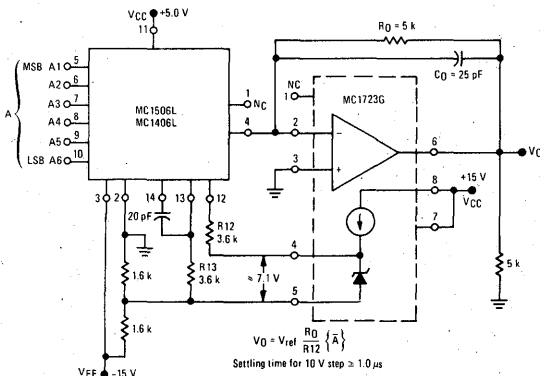 VCC +5.0 V
11
RO = 5 k
CO = 25 pF
MSB A1 5
A2 6
A3 7
A4 8
A5 9
LSB A6 10
A
MC1506L
MC1406L
1 NC
4
NC
1
MC1723G
2
−
3
+
6
VO
8
+15 V
VCC
7
3 2 14 13 12
20 pF
R12
3.6 k
4
1.6 k
R13
3.6 k
≈ 7.1 V
5
5 k
1.6 k
VO = Vref RO/R12 {A̅}
Settling time for 10 V step ≥ 1.0 μs
VEE −15 V